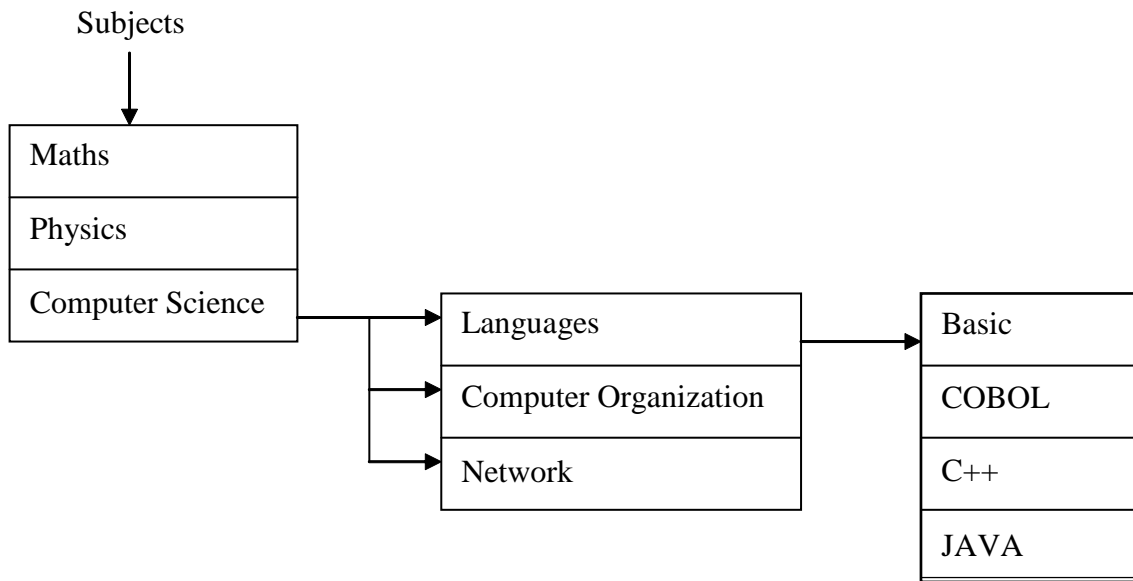 Subjects
Maths
Physics
Computer Science
Languages
Computer Organization
Network
Basic
COBOL
C++
JAVA